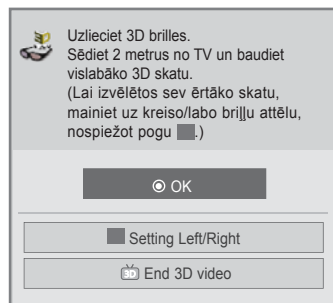 Uzlieciet 3D brilles.
Sēdiet 2 metrus no TV un baudiet
vislabāko 3D skatu.
(Lai izvēlētos sev ērtāko skatu,
mainiet uz kreiso/labo briļļu attēlu,
nospiežot pogu .)
OK
Setting Left/Right
3D End 3D video